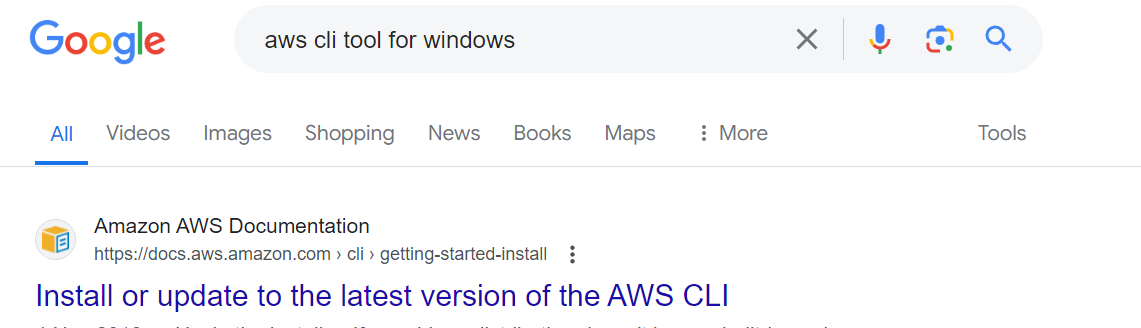 Google
aws cli tool for windows
All Videos Images Shopping News Books Maps More Tools
Amazon AWS Documentation
https://docs.aws.amazon.com › cli › getting-started-install
Install or update to the latest version of the AWS CLI